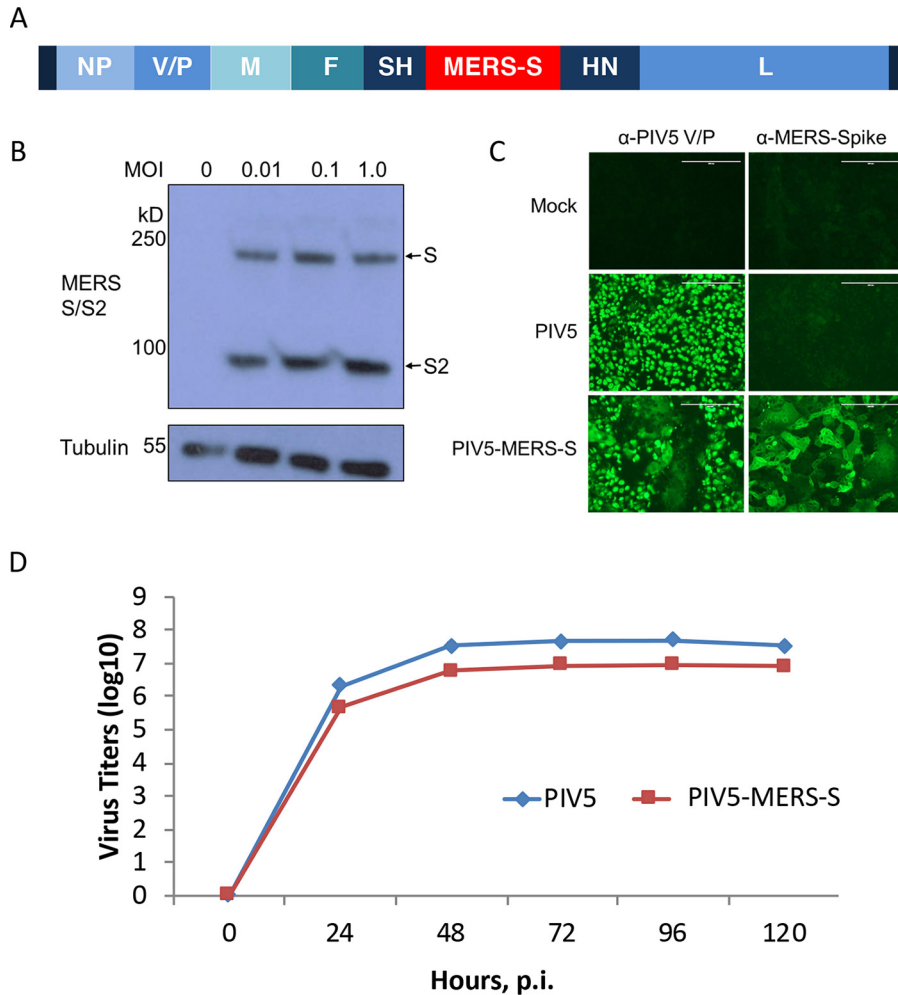 A
NP V/P M F SH MERS-S HN L
B
MOI 0 0.01 0.1 1.0
kD
250
MERS
S/S2
100
S
S2
Tubulin 55
C
α-PIV5 V/P α-MERS-Spike
Mock
PIV5
PIV5-MERS-S
D
Virus Titers (log10)
9
8
7
6
5
4
3
2
1
0
PIV5 PIV5-MERS-S
0 24 48 72 96 120
Hours, p.i.